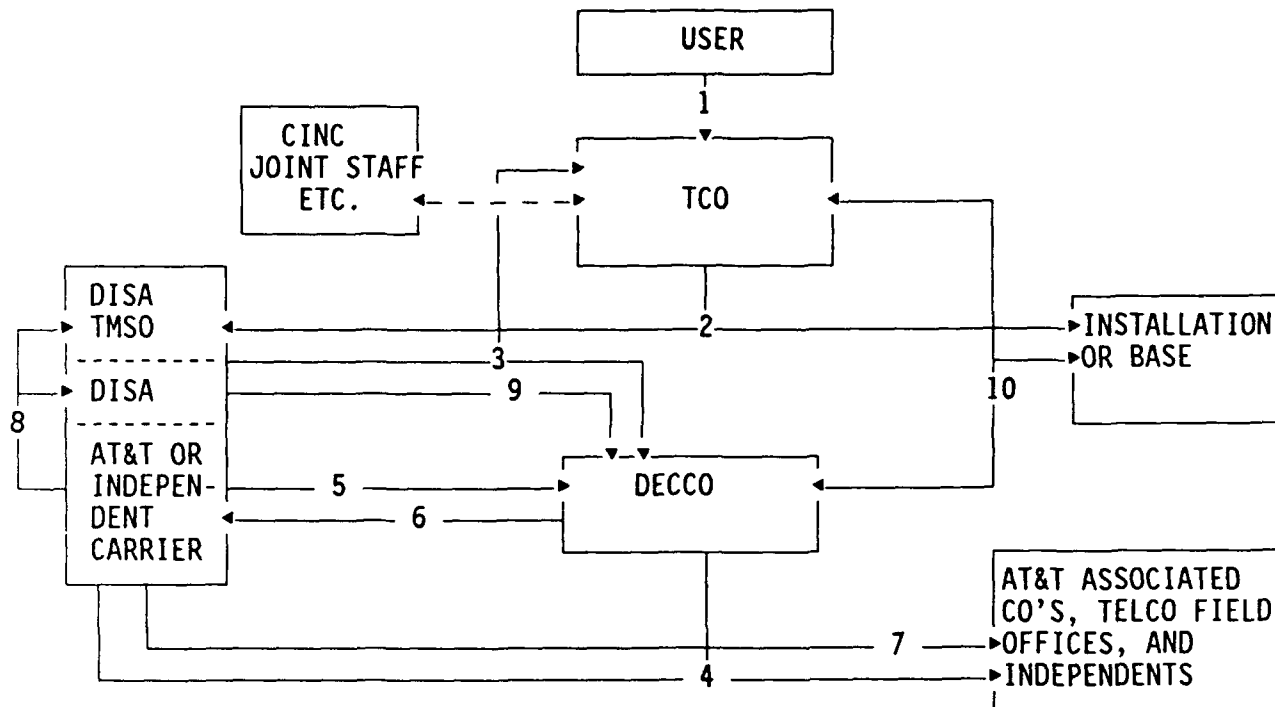 USER
1
CINC
JOINT STAFF
ETC.
TCO
DISA
TMSO
2
INSTALLATION
OR BASE
3
DISA
9
10
8
AT&T OR
INDEPEN-
DENT
CARRIER
5
DECCO
6
AT&T ASSOCIATED
CO'S, TELCO FIELD
OFFICES, AND
INDEPENDENTS
7
4